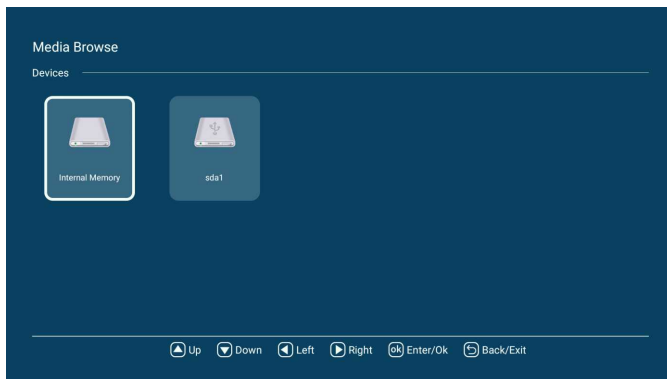 Media Browse
Devices
Internal Memory
sda1
Up Down Left Right ok Enter/Ok Back/Exit